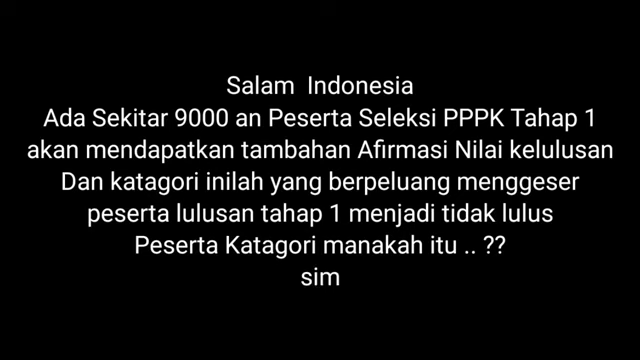 Salam Indonesia
Ada Sekitar 9000 an Peserta Seleksi PPPK Tahap 1
akan mendapatkan tambahan Afirmasi Nilai kelulusan
Dan katagori inilah yang berpeluang menggeser
peserta lulusan tahap 1 menjadi tidak lulus
Peserta Katagori manakah itu .. ??
sim